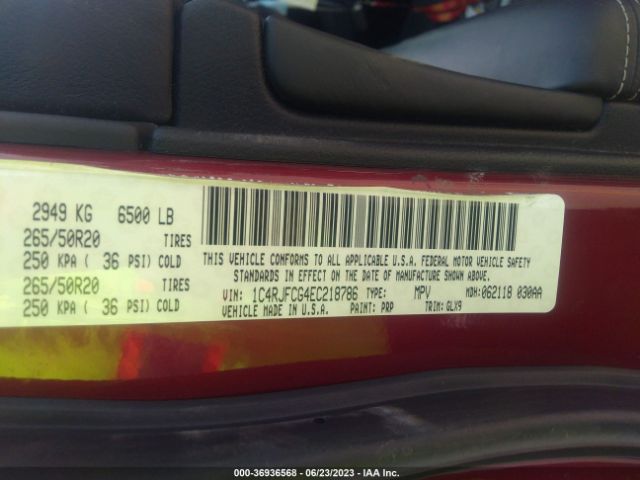 2949 KG 6500 LB
265/50R20 TIRES
250 KPA ( 36 PSI) COLD
265/50R20 TIRES
250 KPA ( 36 PSI) COLD
THIS VEHICLE CONFORMS TO ALL APPLICABLE U.S.A. FEDERAL MOTOR VEHICLE SAFETY
STANDARDS IN EFFECT ON THE DATE OF MANUFACTURE SHOWN ABOVE.
VIN: 1C4RJFCG4EC218786 TYPE: MPV MDH:062118 030AA
VEHICLE MADE IN U.S.A. PAINT: PRP TRIM: GLX9
000-36936568 - 06/23/2023 - IAA Inc.